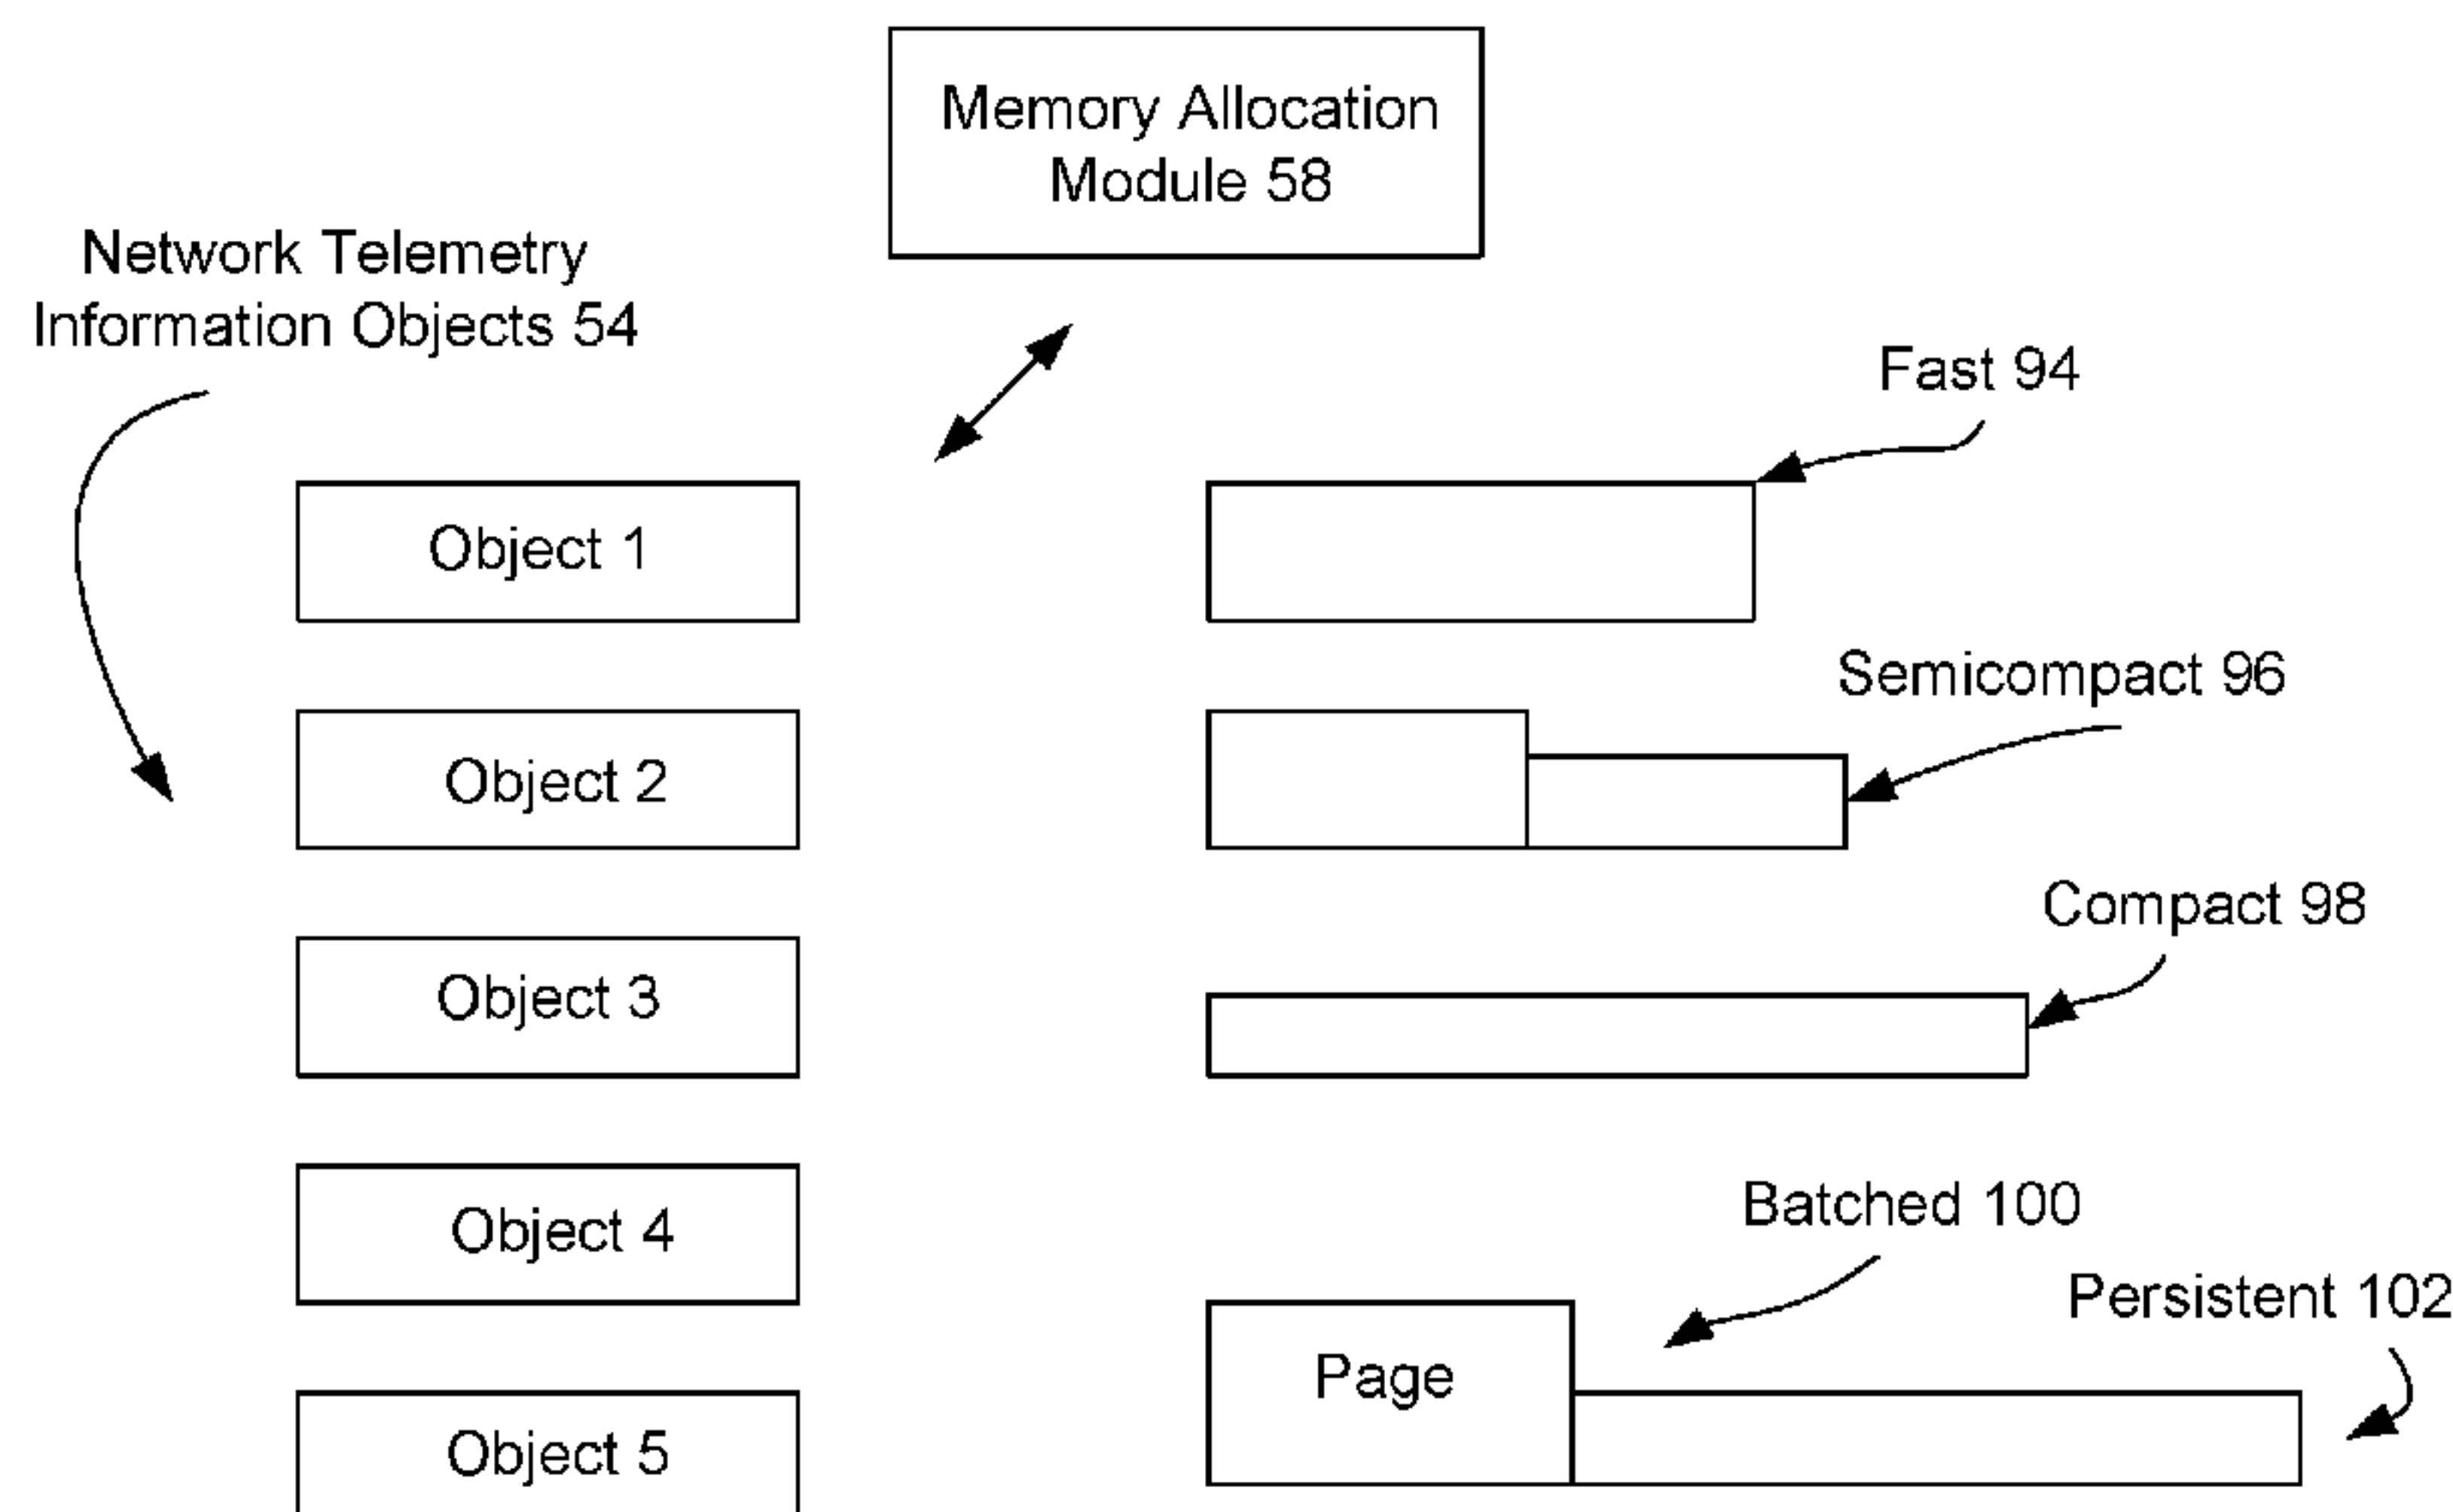 Memory Allocation
Module 58
Network Telemetry
Information Objects 54
Fast 94
Object 1
Semicompact 96
Object 2
Compact 98
Object 3
Batched 100
Object 4
Persistent 102
Page
Object 5